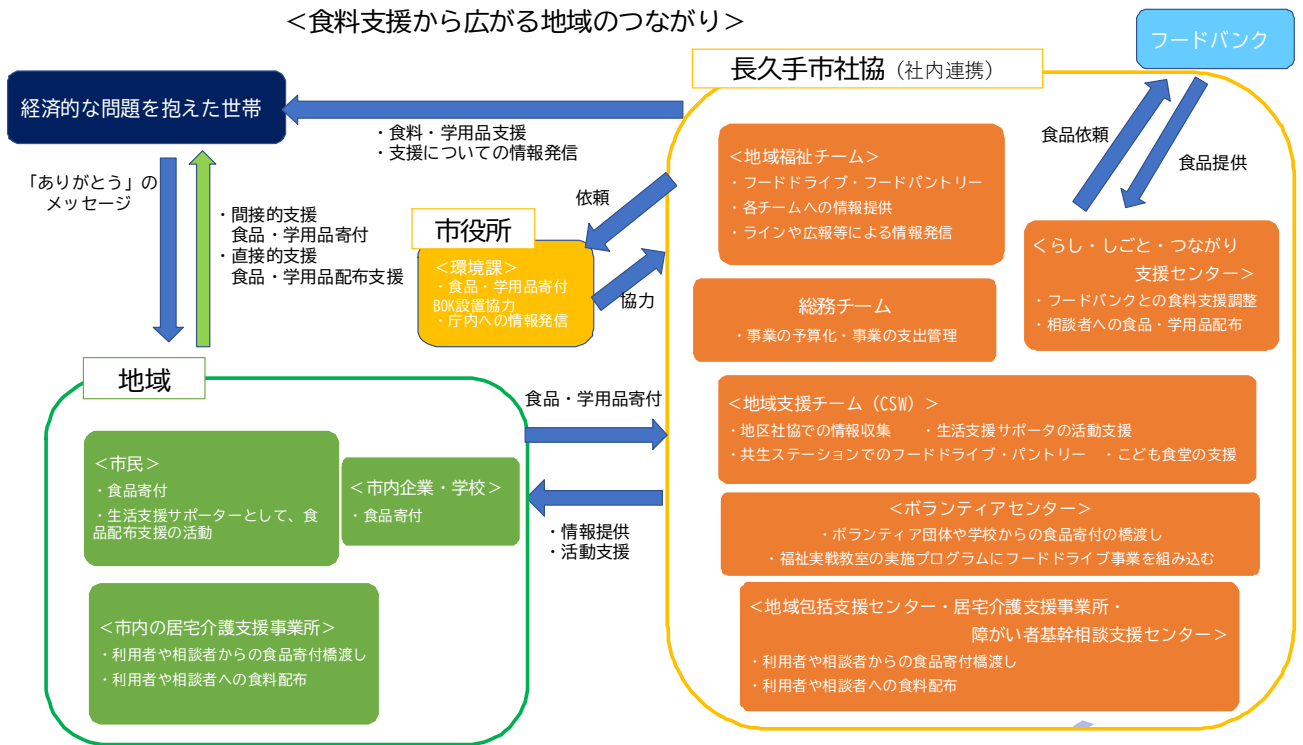 ＜食料支援から広がる地域のつながり＞
フードバンク
長久手市社協（社内連携）
経済的な問題を抱えた世帯
・食料・学用品支援
・支援についての情報発信
食品依頼
食品提供
＜地域福祉チーム＞
・フードドライブ・フードパントリー
・各チームへの情報提供
・ラインや広報等による情報発信
「ありがとう」の
メッセージ
・間接的支援
食品・学用品寄付
・直接的支援
食品・学用品配布支援
依頼
市役所
＜環境課＞
・食品・学用品寄付
BOK設置協力
・庁内への情報発信
協力
＜らし・しごと・つながり
支援センター＞
・フードバンクとの食料支援調整
・相談者への食品・学用品配布
総務チーム
・事業の予算化・事業の支出管理
地域
食品・学用品寄付
＜地域支援チーム（CSW）＞
・地区社協での情報収集　・生活支援サポータの活動支援
・共生ステーションでのフードドライブ・パントリー　・こども食堂の支援
＜市民＞
・食品寄付
・生活支援サポーターとして、食
品配布支援の活動
＜市内企業・学校＞
・食品寄付
・情報提供
・活動支援
＜ボランティアセンター＞
・ボランティア団体や学校からの食品寄付の橋渡し
・福祉実戦教室の実施プログラムにフードドライブ事業を組み込む
＜市内の居宅介護支援事業所＞
・利用者や相談者からの食品寄付橋渡し
・利用者や相談者への食料配布
＜地域包括支援センター・居宅介護支援事業所・
障がい者基幹相談支援センター＞
・利用者や相談者からの食品寄付橋渡し
・利用者や相談者への食料配布